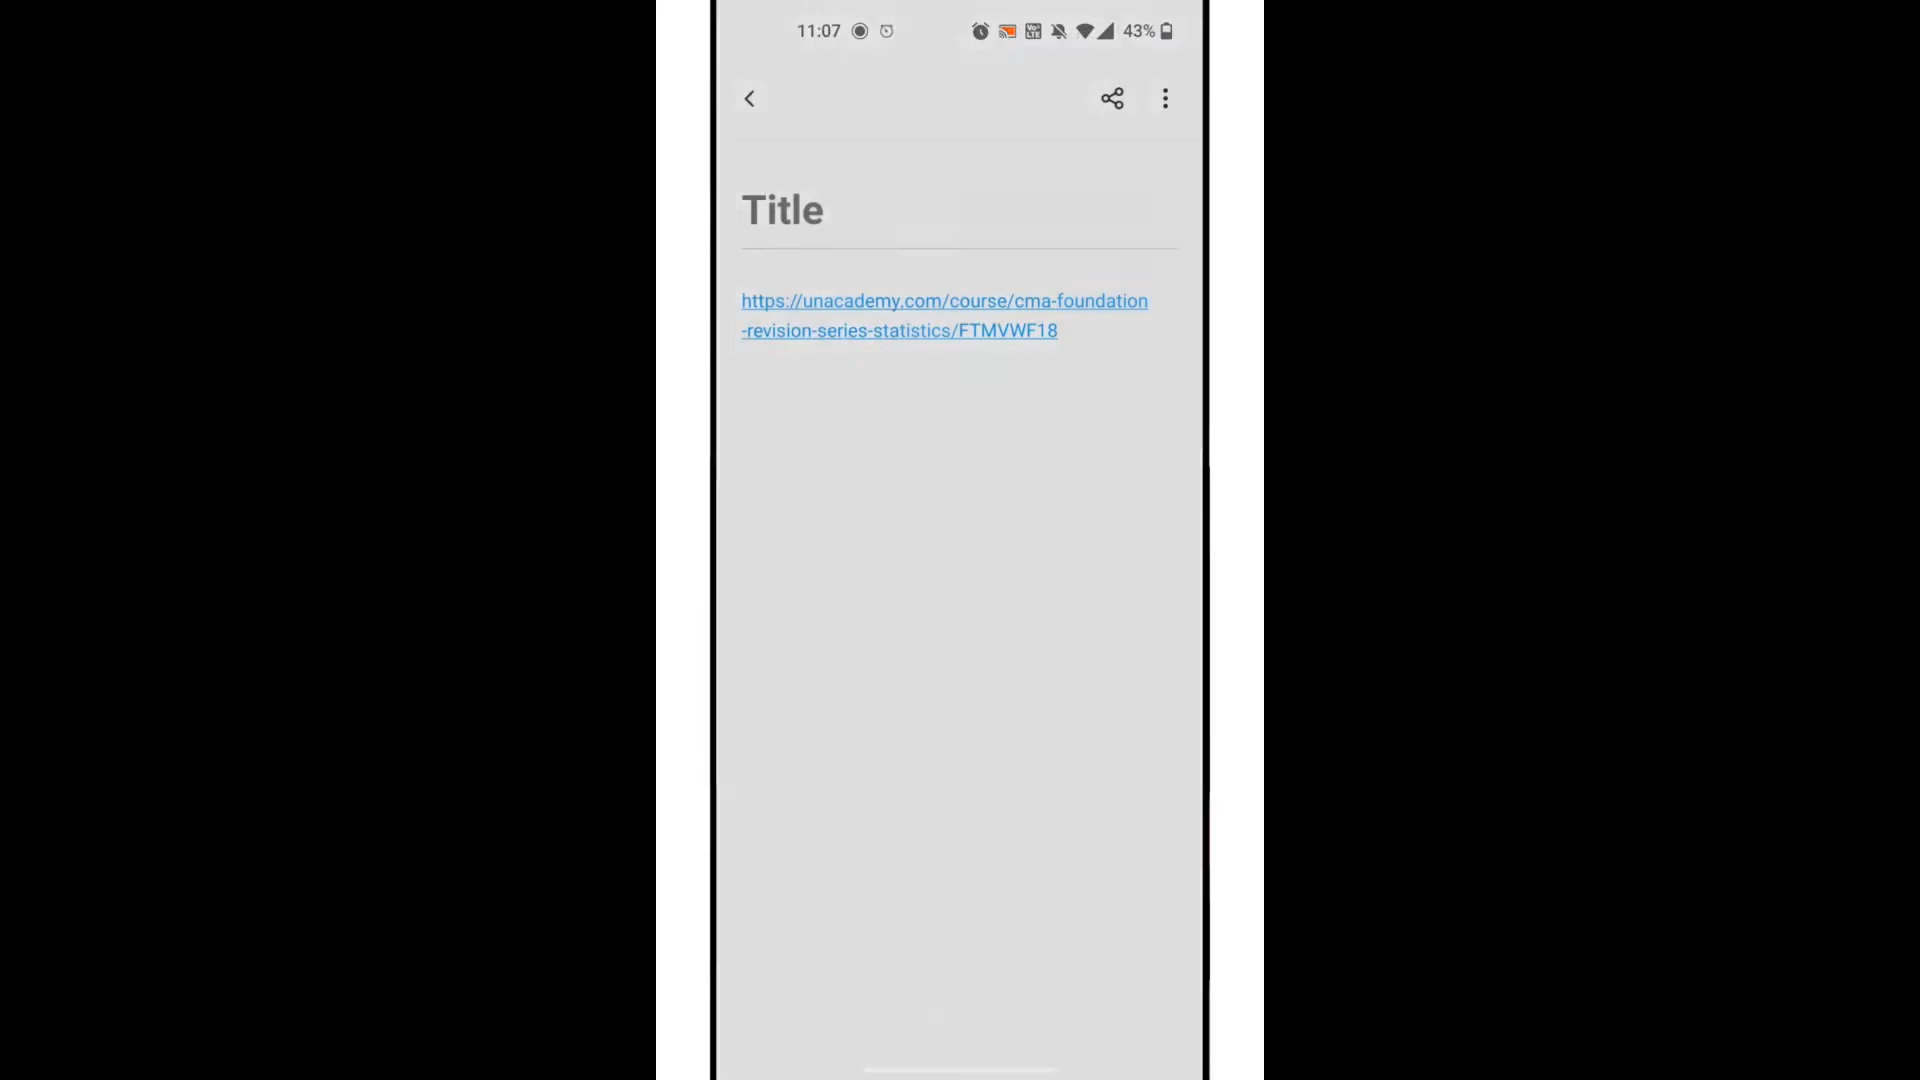 11:07 43%
Title
https://unacademy.com/course/cma-foundation
-revision-series-statistics/FTMVWF18